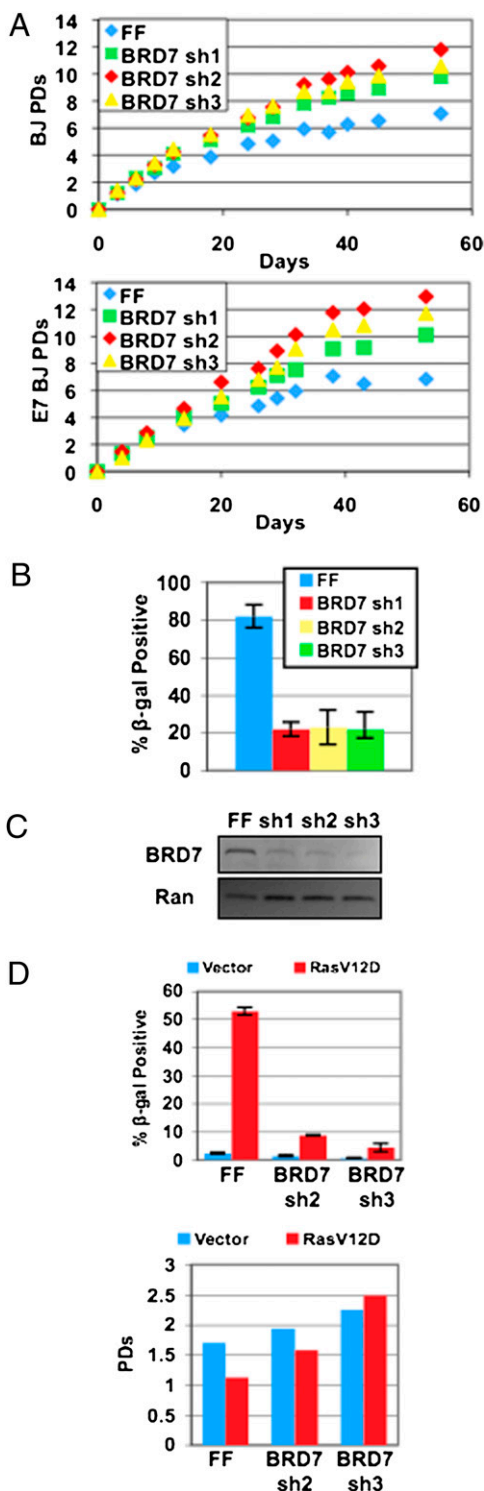 A
14
12
10
8
6
4
2
0
BJ PDs
FF
BRD7 sh1
BRD7 sh2
BRD7 sh3
0 20 40 60
Days
14
12
10
8
6
4
2
0
E7 BJ PDs
FF
BRD7 sh1
BRD7 sh2
BRD7 sh3
0 20 40 60
Days
B
100
80
60
40
20
0
% β-gal Positive
FF
BRD7 sh1
BRD7 sh2
BRD7 sh3
C
FF sh1 sh2 sh3
BRD7
Ran
D
Vector RasV12D
60
50
40
30
20
10
0
% β-gal Positive
FF BRD7 BRD7
sh2 sh3
Vector RasV12D
3
2.5
2
1.5
1
0.5
0
PDs
FF BRD7 BRD7
sh2 sh3